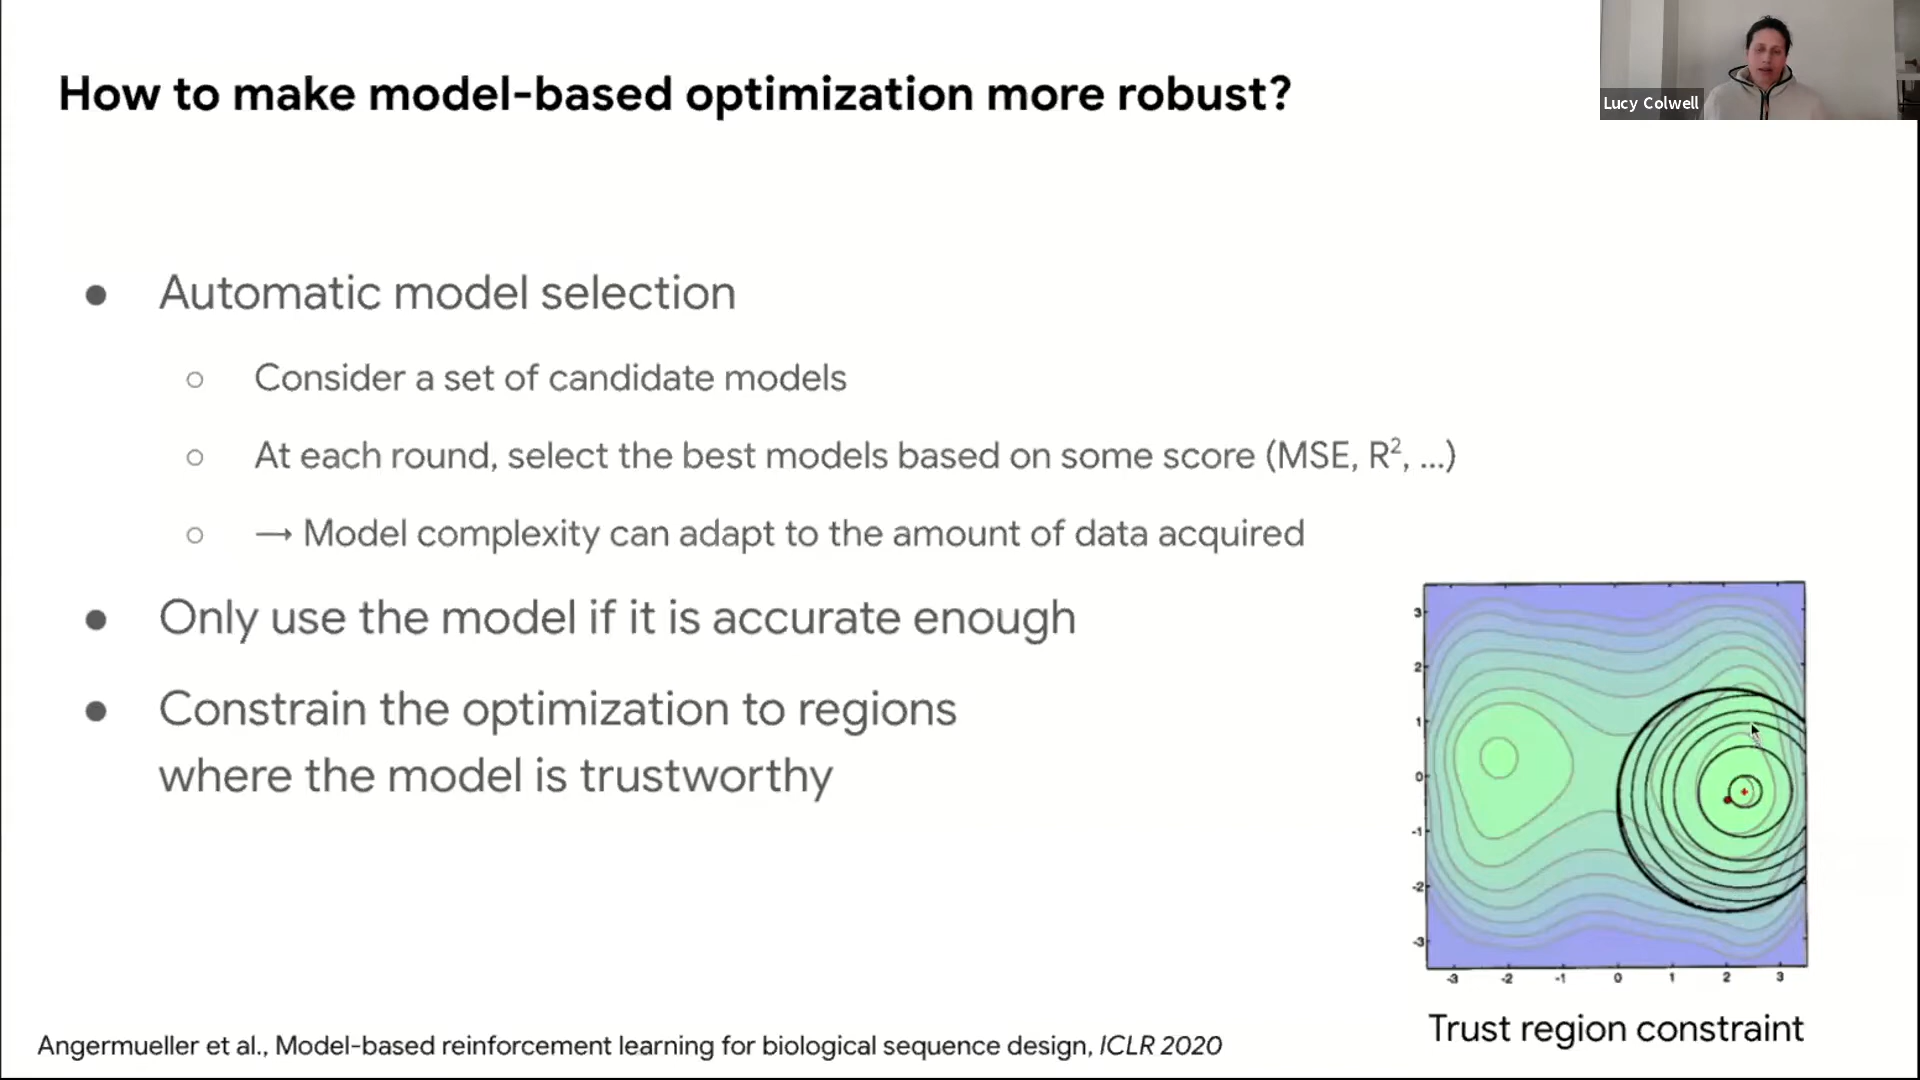 How to make model-based optimization more robust?
Lucy Colwell
● Automatic model selection
○ Consider a set of candidate models
○ At each round, select the best models based on some score (MSE, R², ...)
○ → Model complexity can adapt to the amount of data acquired
● Only use the model if it is accurate enough
● Constrain the optimization to regions
where the model is trustworthy
3
2
1
0
-1
-2
-3
-3 -2 -1 0 1 2 3
Trust region constraint
Angermueller et al., Model-based reinforcement learning for biological sequence design, ICLR 2020